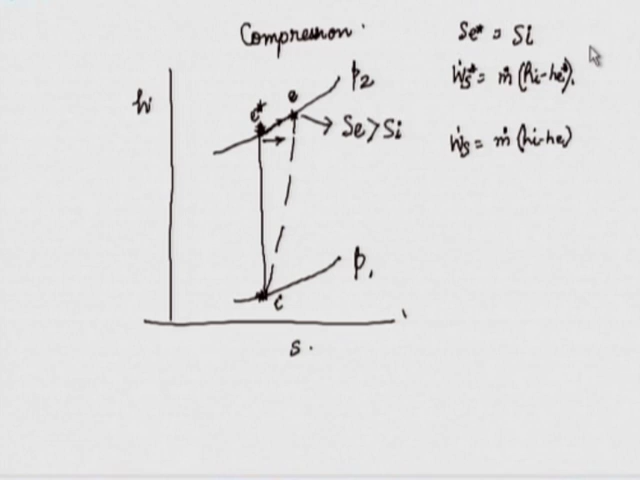 Compression.
Se* = Si
h
p2
Ẇs* = ṁ (hi-he*).
e* e
Se > Si
Ẇs = ṁ (hi-he)
p1
i
s.